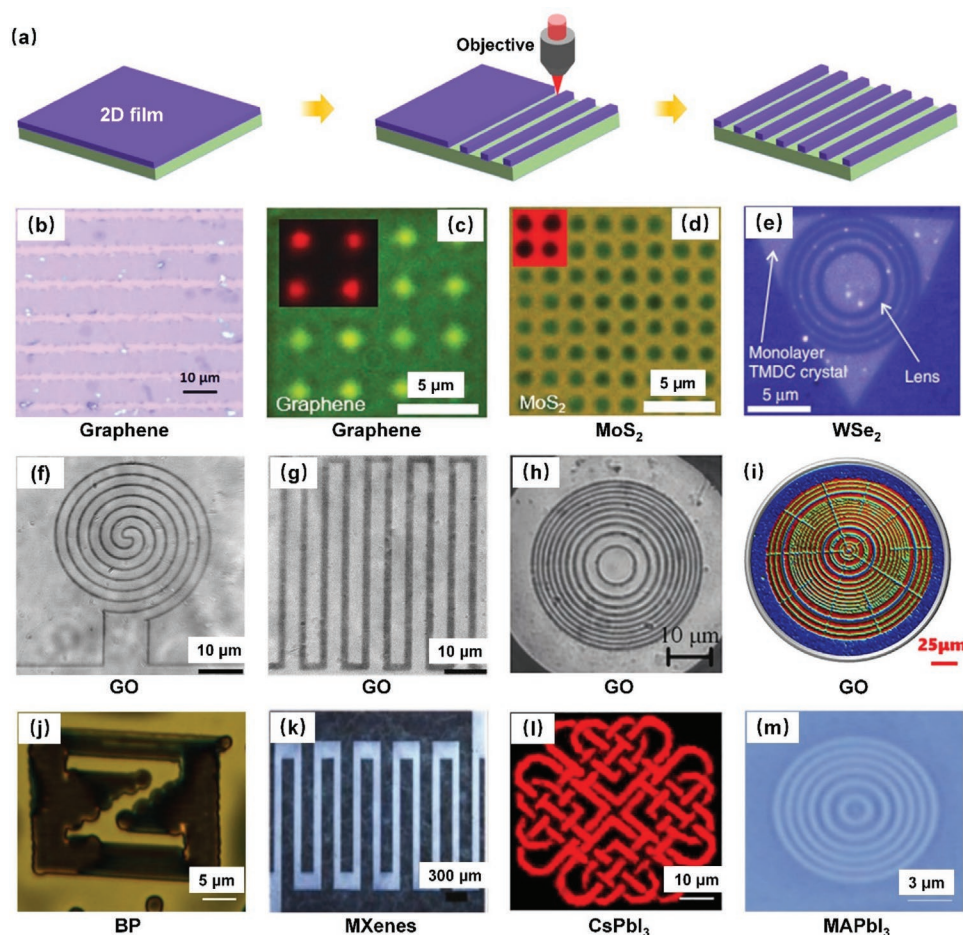 (a)
Objective
2D film
(b)
10 µm
Graphene
(c)
Graphene
5 µm
Graphene
(d)
MoS₂
5 µm
MoS₂
(e)
Monolayer
TMDC crystal
Lens
5 µm
WSe₂
(f)
10 µm
GO
(g)
10 µm
GO
(h)
10 µm
GO
(i)
25µm
GO
(j)
5 µm
BP
(k)
300 µm
MXenes
(l)
10 µm
CsPbI₃
(m)
3 µm
MAPbI₃